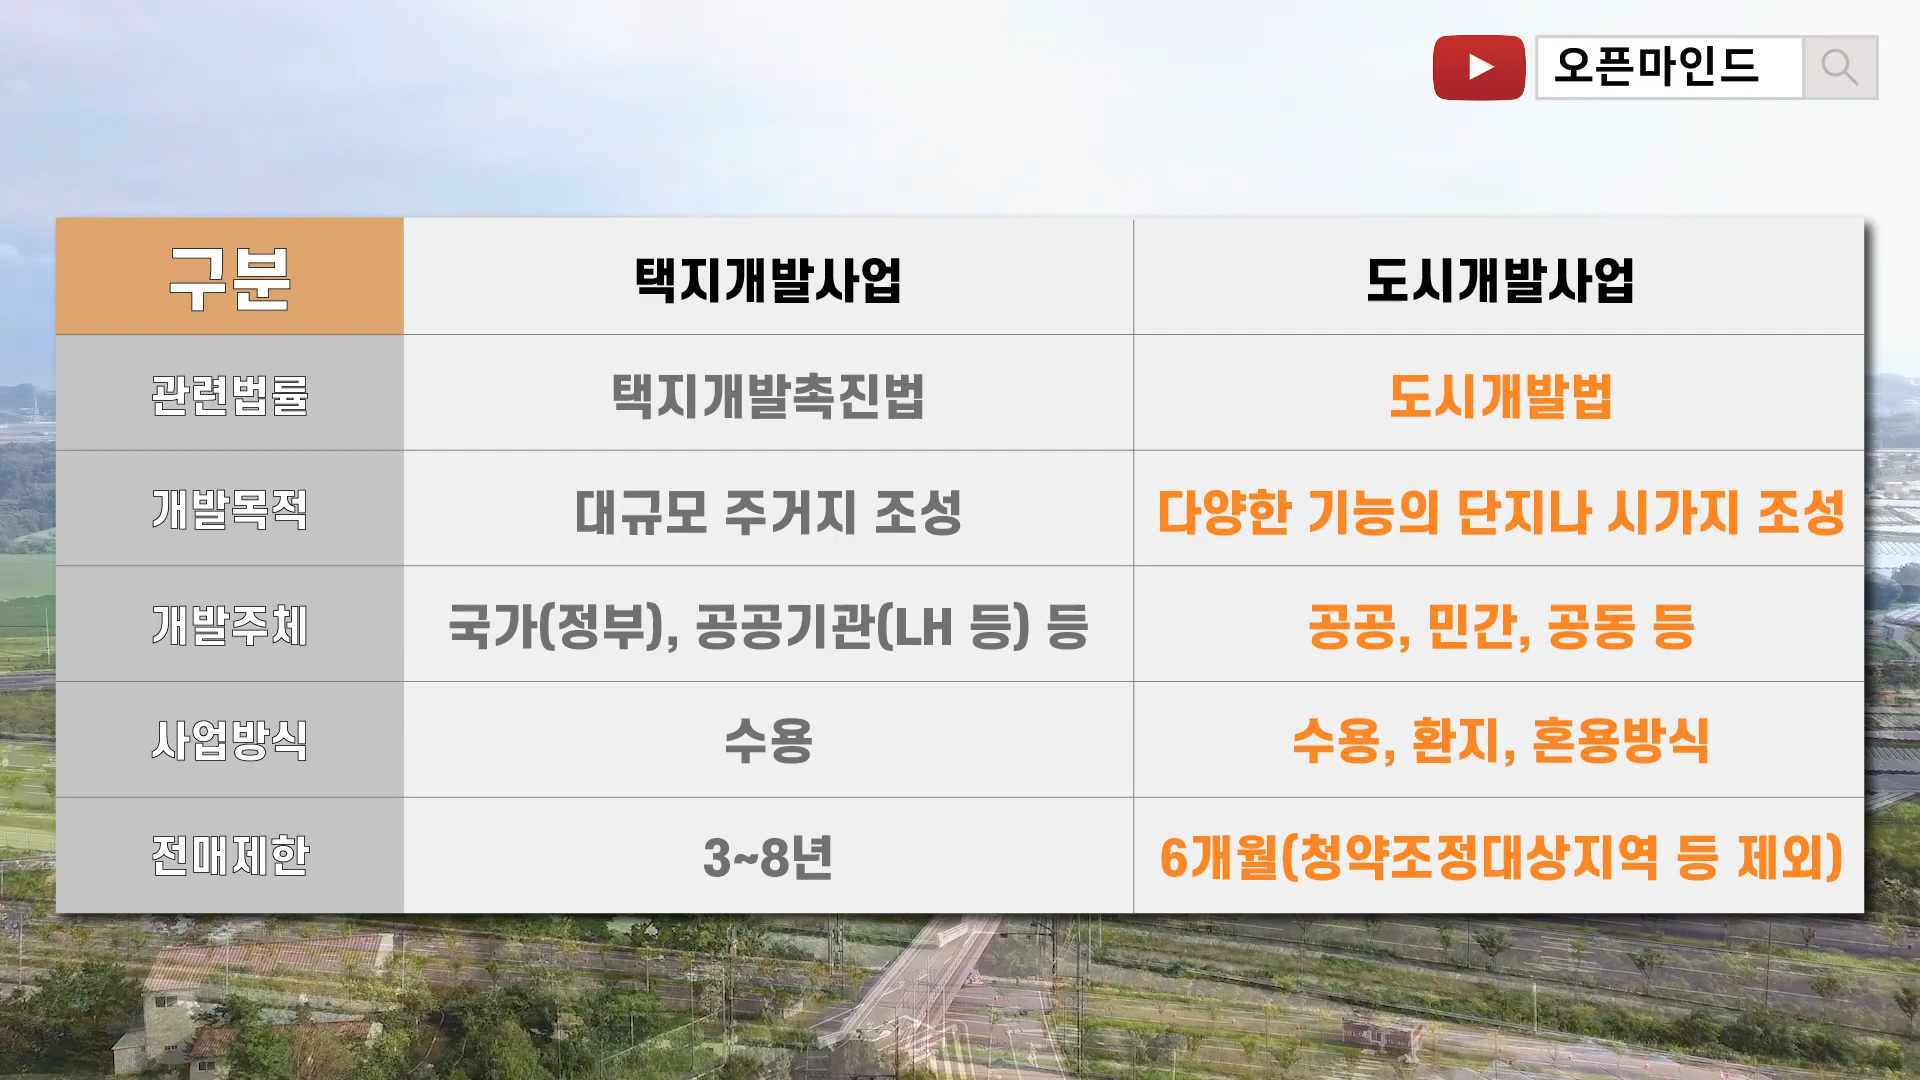 오픈마인드
구분 택지개발사업 도시개발사업
관련법률 택지개발촉진법 도시개발법
개발목적 대규모 주거지 조성 다양한 기능의 단지나 시가지 조성
개발주체 국가(정부), 공공기관(LH 등) 등 공공, 민간, 공동 등
사업방식 수용 수용, 환지, 혼용방식
전매제한 3~8년 6개월(청약조정대상지역 등 제외)